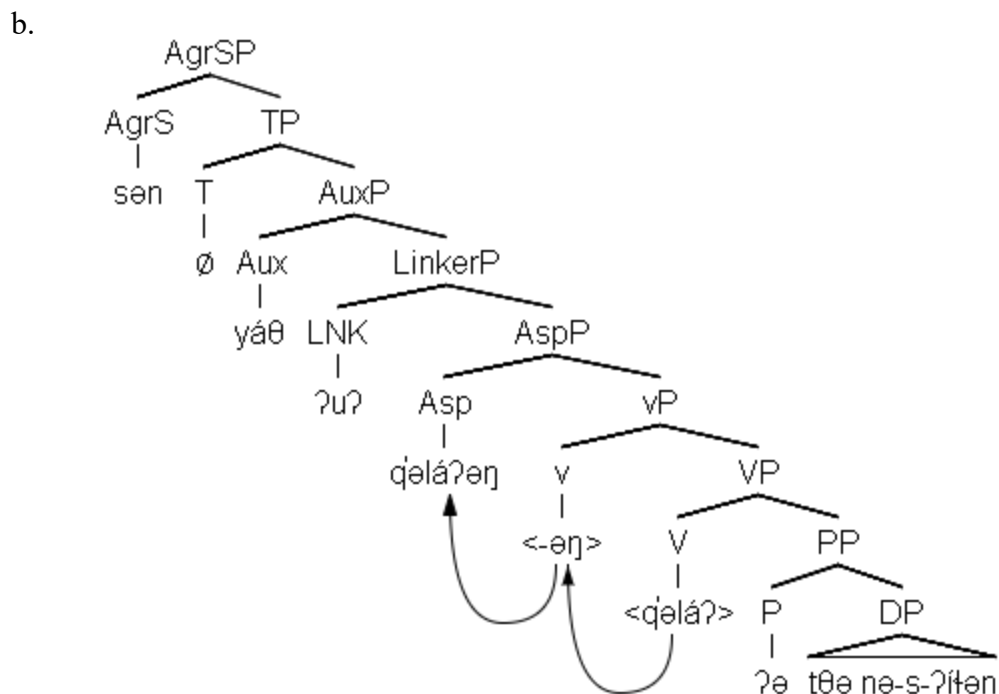 b.
AgrSP
AgrS TP
sən T AuxP
∅ Aux LinkerP
yáθ LNK AspP
ʔuʔ Asp vP
q̓əláʔəŋ v VP
<-əŋ> V PP
<q̓əláʔ> P DP
ʔə tθə nə-s-ʔíɬən